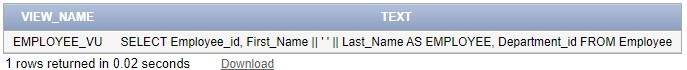 VIEW_NAME TEXT
EMPLOYEE_VU SELECT Employee_id, First_Name || ' ' || Last_Name AS EMPLOYEE, Department_id FROM Employee
1 rows returned in 0.02 seconds Download